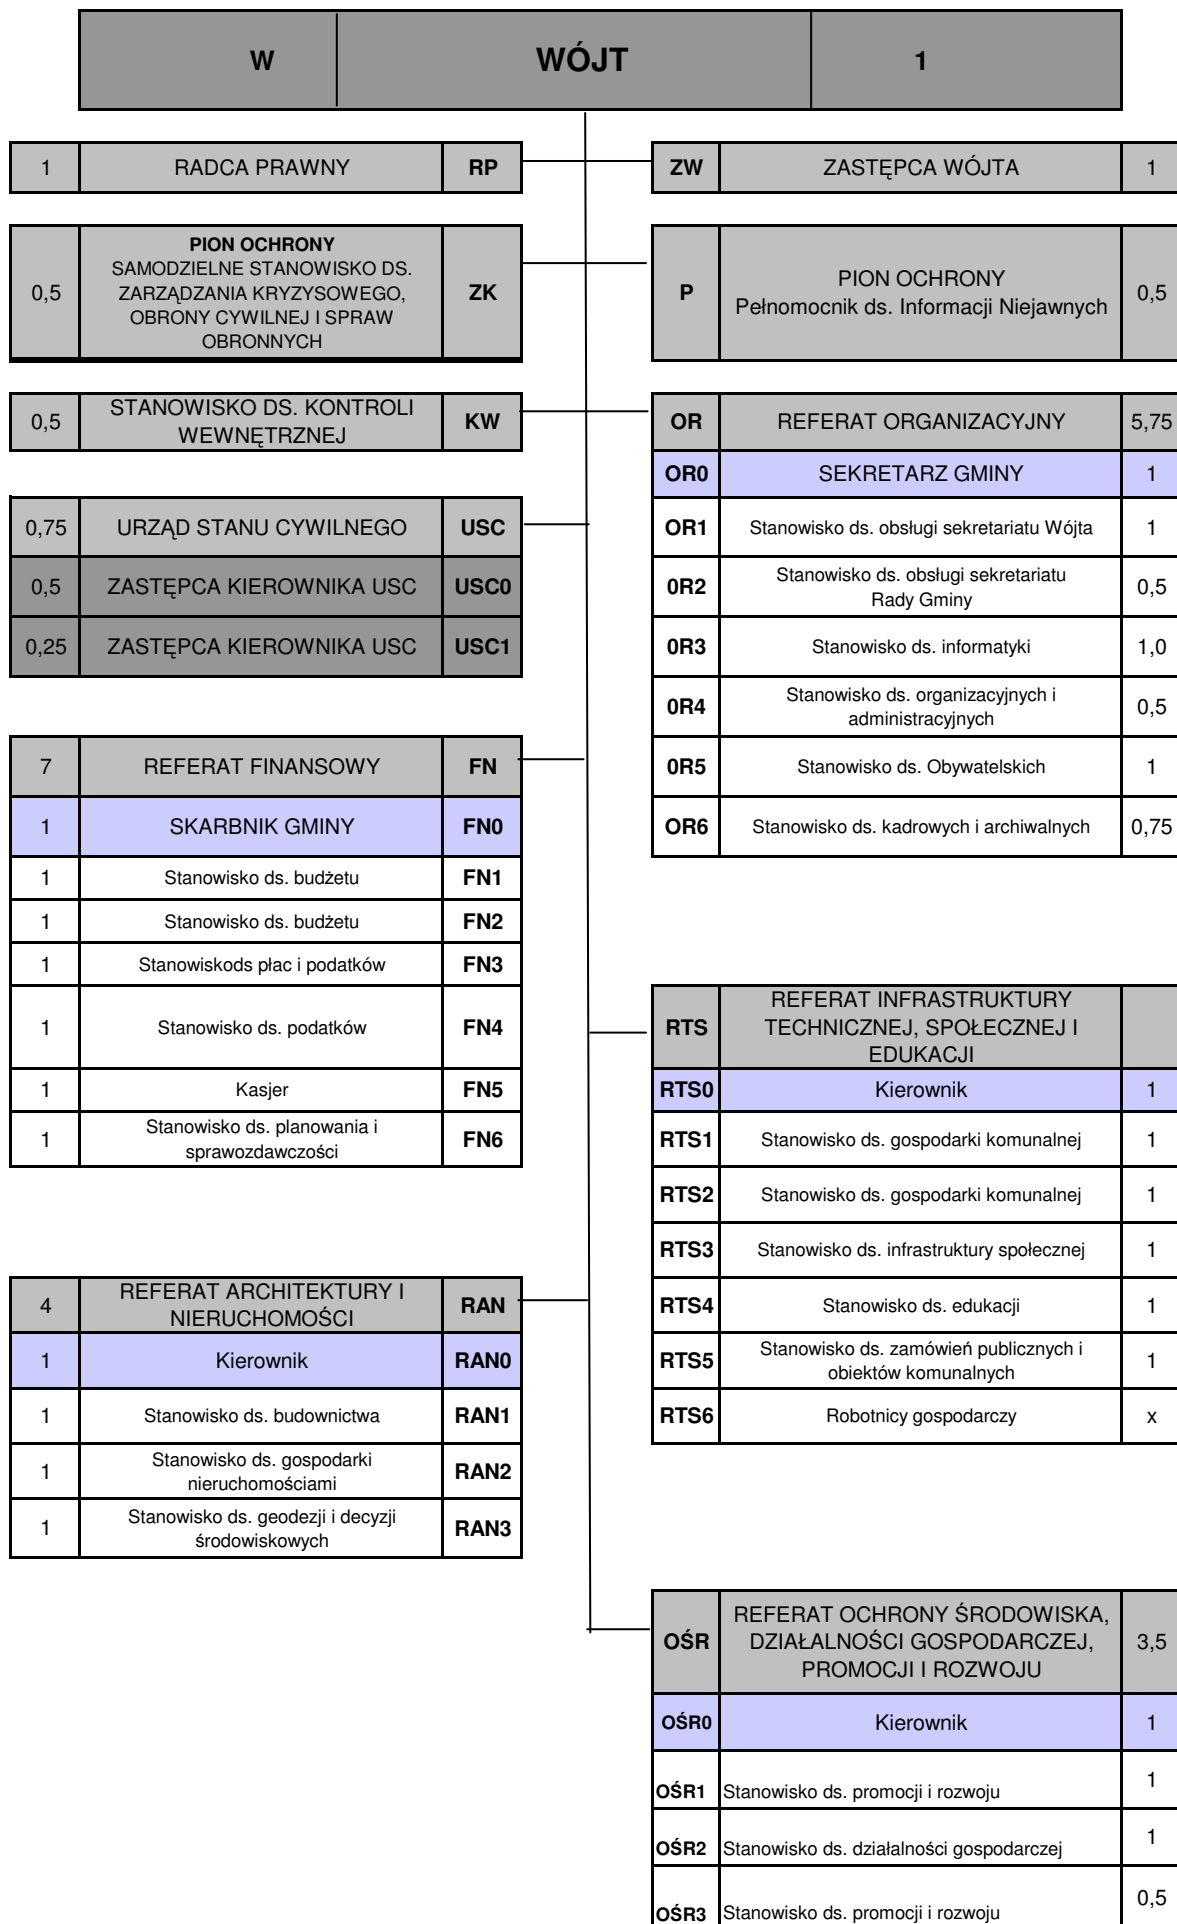 W WÓJT 1
1 RADCA PRAWNY RP
ZW ZASTĘPCA WÓJTA 1
0,5 PION OCHRONY
SAMODZIELNE STANOWISKO DS.
ZARZĄDZANIA KRYZYSOWEGO,
OBRONY CYWILNEJ I SPRAW
OBRONNYCH
ZK
P PION OCHRONY
Pełnomocnik ds. Informacji Niejawnych
0,5
0,5 STANOWISKO DS. KONTROLI
WEWNĘTRZNEJ
KW
0,75 URZĄD STANU CYWILNEGO USC
0,5 ZASTĘPCA KIEROWNIKA USC USC0
0,25 ZASTĘPCA KIEROWNIKA USC USC1
7 REFERAT FINANSOWY FN
1 SKARBNIK GMINY FN0
1 Stanowisko ds. budżetu FN1
1 Stanowisko ds. budżetu FN2
1 Stanowiskods płac i podatków FN3
1 Stanowisko ds. podatków FN4
1 Kasjer FN5
1 Stanowisko ds. planowania i
sprawozdawczości
FN6
4 REFERAT ARCHITEKTURY I
NIERUCHOMOŚCI
RAN
1 Kierownik RAN0
1 Stanowisko ds. budownictwa RAN1
1 Stanowisko ds. gospodarki
nieruchomościami
RAN2
1 Stanowisko ds. geodezji i decyzji
środowiskowych
RAN3
OR REFERAT ORGANIZACYJNY 5,75
OR0 SEKRETARZ GMINY 1
OR1 Stanowisko ds. obsługi sekretariatu Wójta 1
0R2 Stanowisko ds. obsługi sekretariatu
Rady Gminy
0,5
0R3 Stanowisko ds. informatyki 1,0
0R4 Stanowisko ds. organizacyjnych i
administracyjnych
0,5
0R5 Stanowisko ds. Obywatelskich 1
OR6 Stanowisko ds. kadrowych i archiwalnych 0,75
RTS REFERAT INFRASTRUKTURY
TECHNICZNEJ, SPOŁECZNEJ I
EDUKACJI
RTS0 Kierownik 1
RTS1 Stanowisko ds. gospodarki komunalnej 1
RTS2 Stanowisko ds. gospodarki komunalnej 1
RTS3 Stanowisko ds. infrastruktury społecznej 1
RTS4 Stanowisko ds. edukacji 1
RTS5 Stanowisko ds. zamówień publicznych i
obiektów komunalnych
1
RTS6 Robotnicy gospodarczy x
OŚR REFERAT OCHRONY ŚRODOWISKA,
DZIAŁALNOŚCI GOSPODARCZEJ,
PROMOCJI I ROZWOJU
3,5
OŚR0 Kierownik 1
OŚR1 Stanowisko ds. promocji i rozwoju 1
OŚR2 Stanowisko ds. działalności gospodarczej 1
OŚR3 Stanowisko ds. promocji i rozwoju 0,5